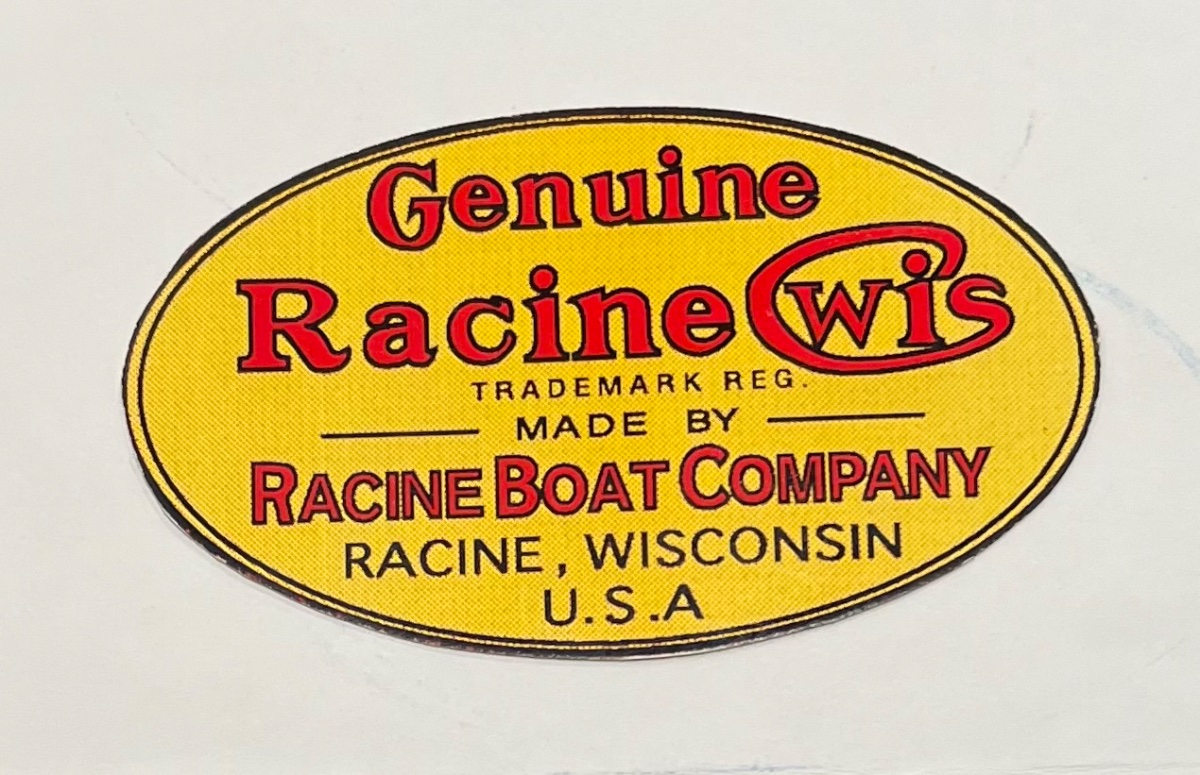 Genuine
Racine Wis
TRADEMARK REG.
MADE BY
RACINE BOAT COMPANY
RACINE, WISCONSIN
U.S.A